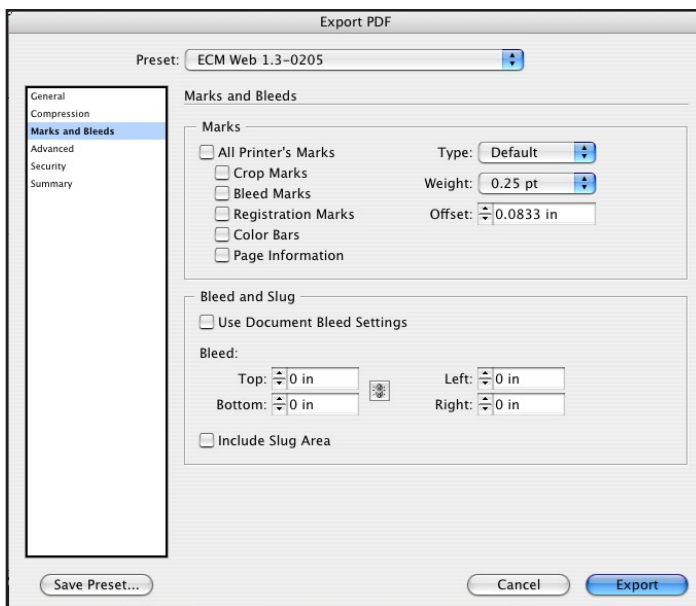 Export PDF
Preset: ECM Web 1.3-0205
General
Compression
Marks and Bleeds
Advanced
Security
Summary
Marks and Bleeds
Marks
All Printer's Marks
Crop Marks
Bleed Marks
Registration Marks
Color Bars
Page Information
Type: Default
Weight: 0.25 pt
Offset: 0.0833 in
Bleed and Slug
Use Document Bleed Settings
Bleed:
Top: 0 in Left: 0 in
Bottom: 0 in Right: 0 in
Include Slug Area
Save Preset... Cancel Export